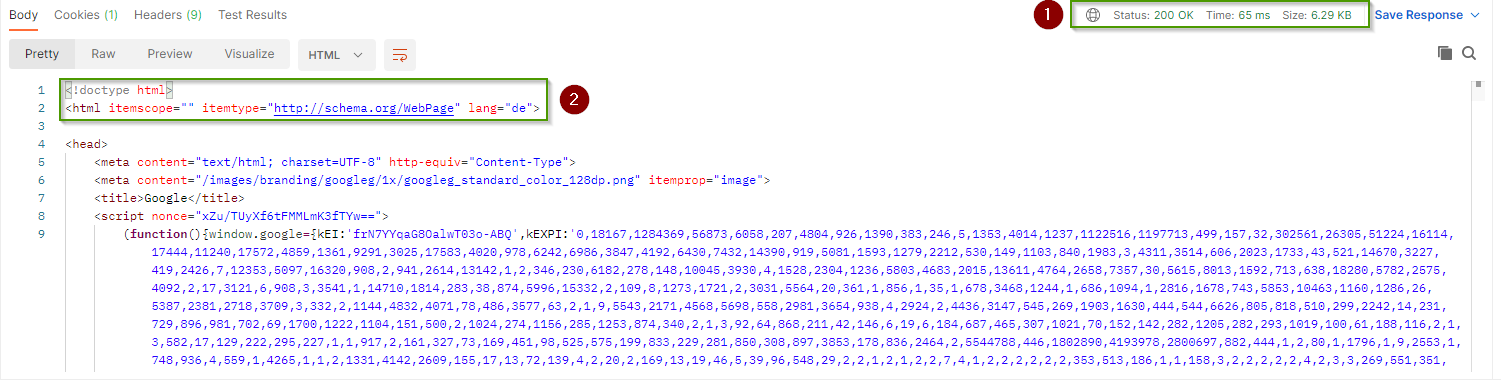 Body Cookies (1) Headers (9) Test Results 1 Status: 200 OK Time: 65 ms Size: 6.29 KB Save Response
Pretty Raw Preview Visualize HTML
1 <!doctype html>
2 <html itemscope="" itemtype="http://schema.org/WebPage" lang="de"> 2
3
4 <head>
5 <meta content="text/html; charset=UTF-8" http-equiv="Content-Type">
6 <meta content="/images/branding/googleg/1x/googleg_standard_color_128dp.png" itemprop="image">
7 <title>Google</title>
8 <script nonce="xZu/TUyXf6tFMMLmK3fTYw==">
9 (function(){window.google={kEI:'frN7YYqaG8OalwT03o-ABQ',kEXPI:'0,18167,1284369,56873,6058,207,4804,926,1390,383,246,5,1353,4014,1237,1122516,1197713,499,157,32,302561,26305,51224,16114,
17444,11240,17572,4859,1361,9291,3025,17583,4020,978,6242,6986,3847,4192,6430,7432,14390,919,5081,1593,1279,2212,530,149,1103,840,1983,3,4311,3514,606,2023,1733,43,521,14670,3227,
419,2426,7,12353,5097,16320,908,2,941,2614,13142,1,2,346,230,6182,278,148,10045,3930,4,1528,2304,1236,5803,4683,2015,13611,4764,2658,7357,30,5615,8013,1592,713,638,18280,5782,2575,
4092,2,17,3121,6,908,3,3541,1,14710,1814,283,38,874,5996,15332,2,109,8,1273,1721,2,3031,5564,20,361,1,856,1,35,1,678,3468,1244,1,686,1094,1,2816,1678,743,5853,10463,1160,1286,26,
5387,2381,2718,3709,3,332,2,1144,4832,4071,78,486,3577,63,2,1,9,5543,2171,4568,5698,558,2981,3654,938,4,2924,2,4436,3147,545,269,1903,1630,444,544,6626,805,818,510,299,2242,14,231,
729,896,981,702,69,1700,1222,1104,151,500,2,1024,274,1156,285,1253,874,340,2,1,3,92,64,868,211,42,146,6,19,6,184,687,465,307,1021,70,152,142,282,1205,282,293,1019,100,61,188,116,2,1,
3,582,17,129,222,295,227,1,1,917,2,161,327,73,169,451,98,525,575,199,833,229,281,850,308,897,3853,178,836,2464,2,5544788,446,1802890,4193978,2800697,882,444,1,2,80,1,1796,1,9,2553,1,
748,936,4,559,1,4265,1,1,2,1331,4142,2609,155,17,13,72,139,4,2,20,2,169,13,19,46,5,39,96,548,29,2,2,1,2,1,2,2,7,4,1,2,2,2,2,2,2,353,513,186,1,1,158,3,2,2,2,2,2,4,2,3,3,269,551,351,